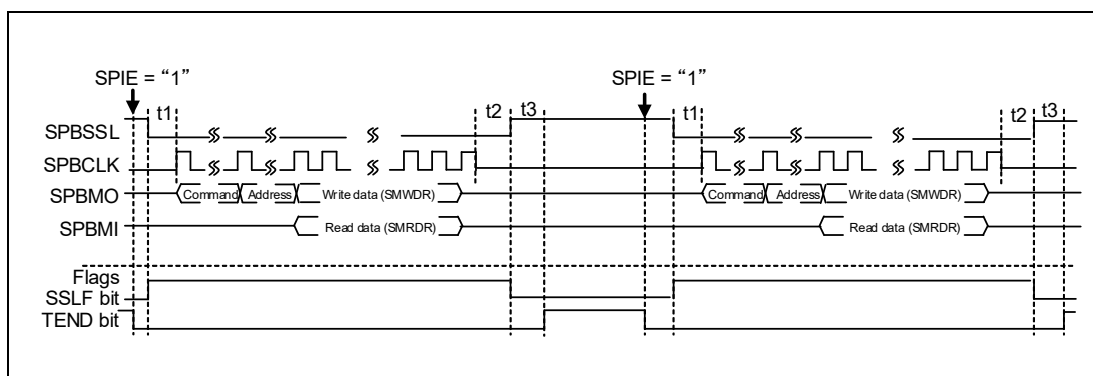 SPIE = “1” SPIE = “1”
t1 t2 t3 t1 t2 t3
SPBSSL
SPBCLK
SPBMO Command Address Write data (SMWDR) Command Address Write data (SMWDR)
SPBMI Read data (SMRDR) Read data (SMRDR)
Flags
SSLF bit
TEND bit